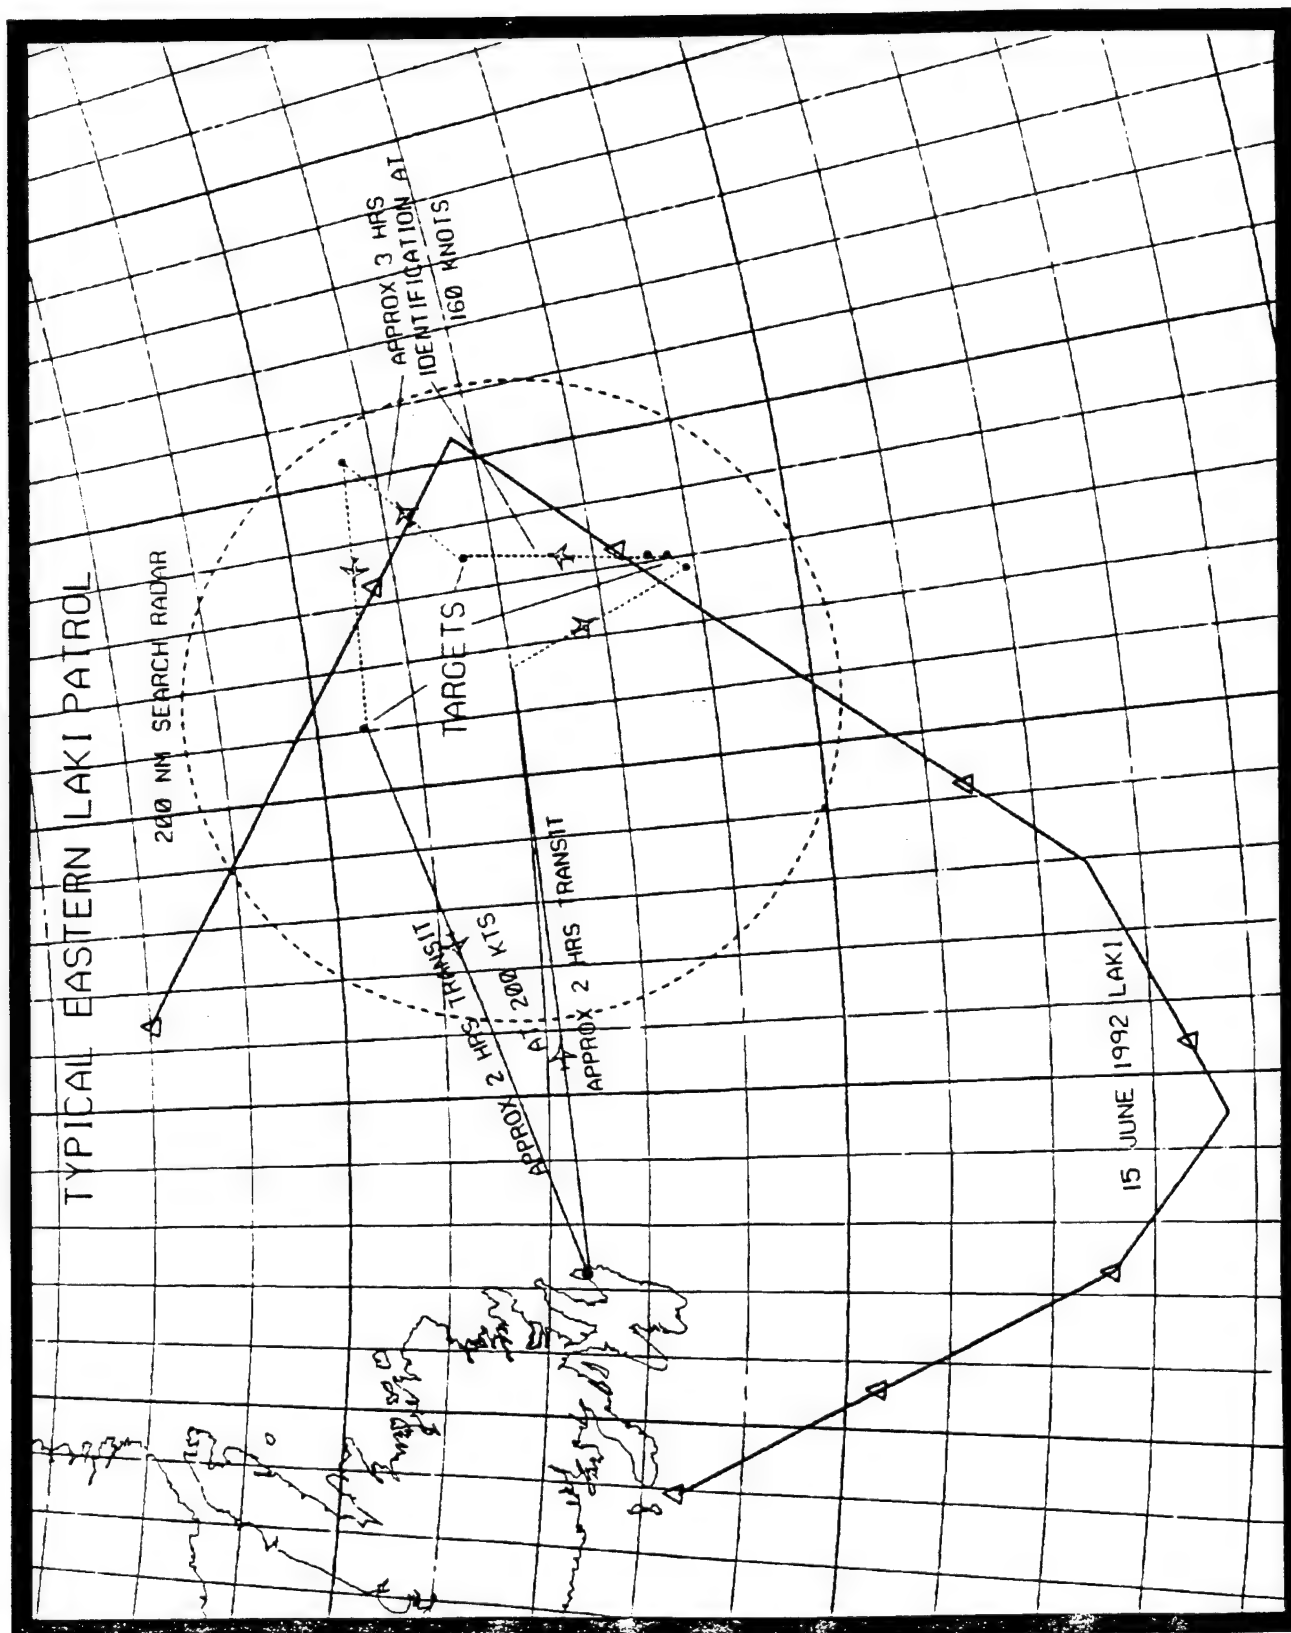 TYPICAL EASTERN LAKI PATROL
200 NM SEARCH RADAR
APPROX 3 HRS
IDENTIFICATION AT
160 KNOTS
TARGETS
APPROX 2 HRS TRANSIT
AT 200 KTS
APPROX 2 HRS TRANSIT
15 JUNE 1992 LAKI